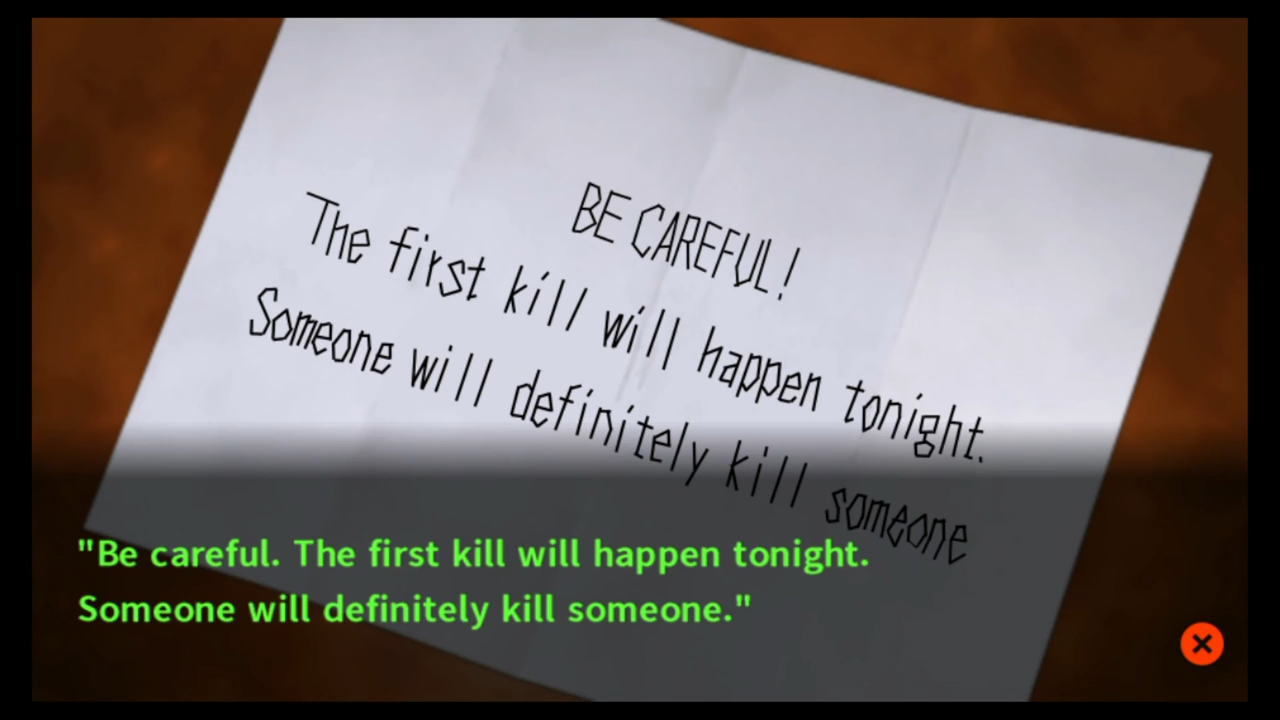 BE CAREFUL!
The first kill will happen tonight.
Someone will definitely kill someone
"Be careful. The first kill will happen tonight.
Someone will definitely kill someone."